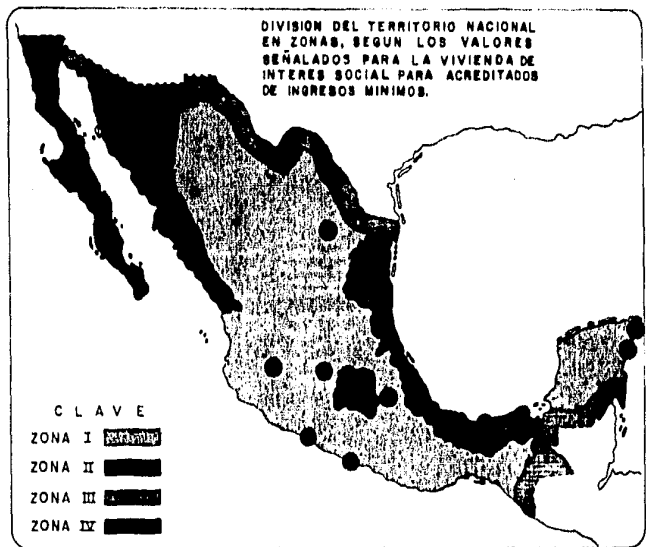 DIVISION DEL TERRITORIO NACIONAL
EN ZONAS, SEGUN LOS VALORES
SEÑALADOS PARA LA VIVIENDA DE
INTERES SOCIAL PARA ACREDITADOS
DE INGRESOS MINIMOS.
CLAVE
ZONA I
ZONA II
ZONA III
ZONA IV